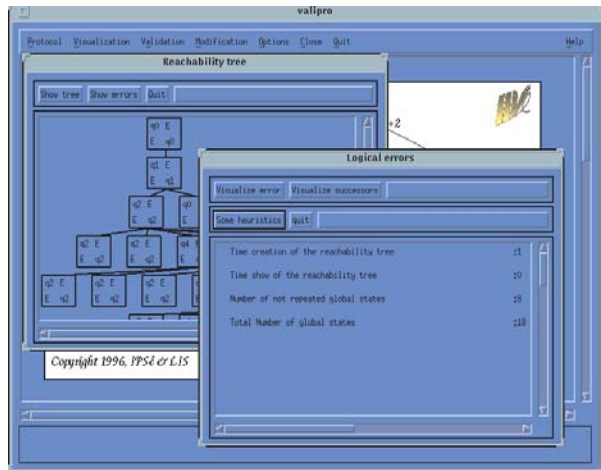 valipro
Protocol Visualization Validation Modification Options Close Quit Help
Reachability tree
Show tree Show errors Quit
q0 E
E q0
+2
q1 E
E q1
q2 E q0
E q2 E
q2 E q2 E q4 E
E q2 E q2 E
q2 E q2 E q2 E
E q2 E q2 E q2
Copyright 1996, IPSé & LIS
Logical errors
Visualize error Visualize successors
Some heuristics quit
Time creation of the reachability tree :1
Time show of the reachability tree :0
Number of not repeated global states :8
Total Number of global states :18